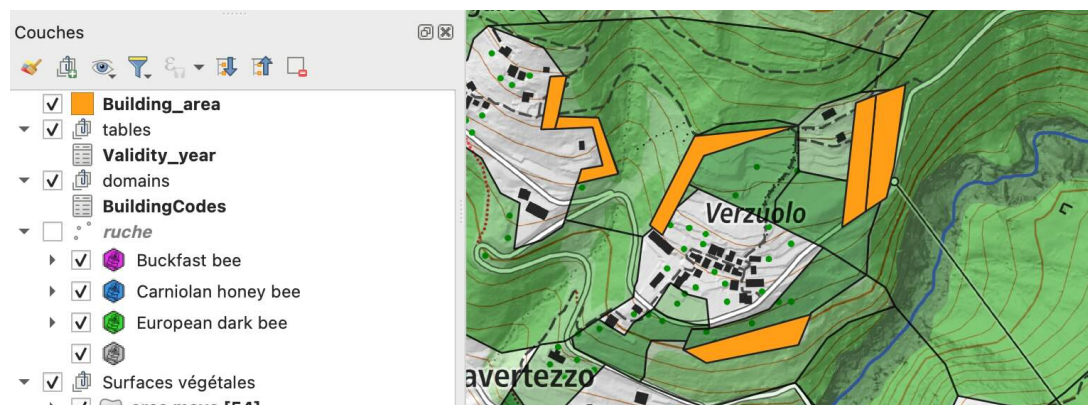 Couches
Building_area
tables
Validity_year
domains
BuildingCodes
ruche
Buckfast bee
Carniolan honey bee
European dark bee
Surfaces végétales
Verzuolo
avertezzo